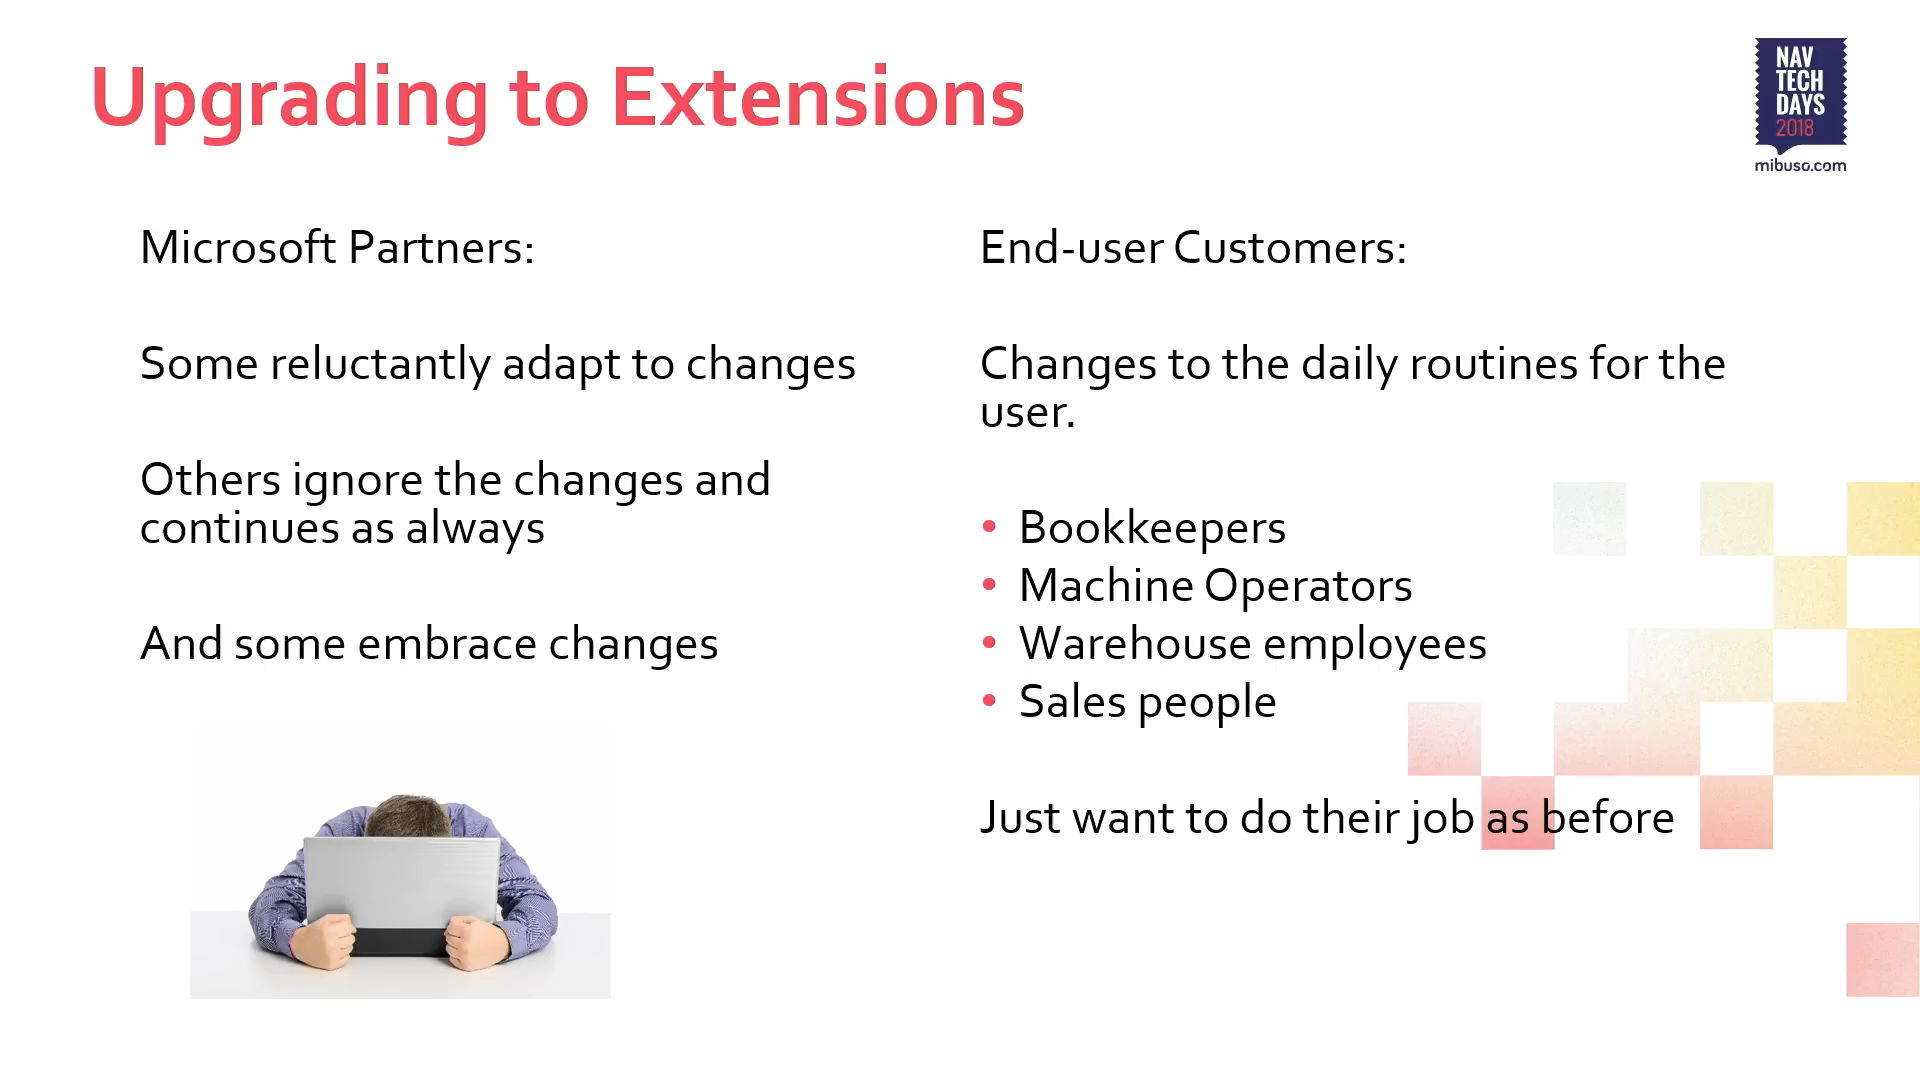 Upgrading to Extensions
NAV
TECH
DAYS
2018
mibuso.com
Microsoft Partners:
Some reluctantly adapt to changes
Others ignore the changes and
continues as always
And some embrace changes
End-user Customers:
Changes to the daily routines for the
user.
• Bookkeepers
• Machine Operators
• Warehouse employees
• Sales people
Just want to do their job as before